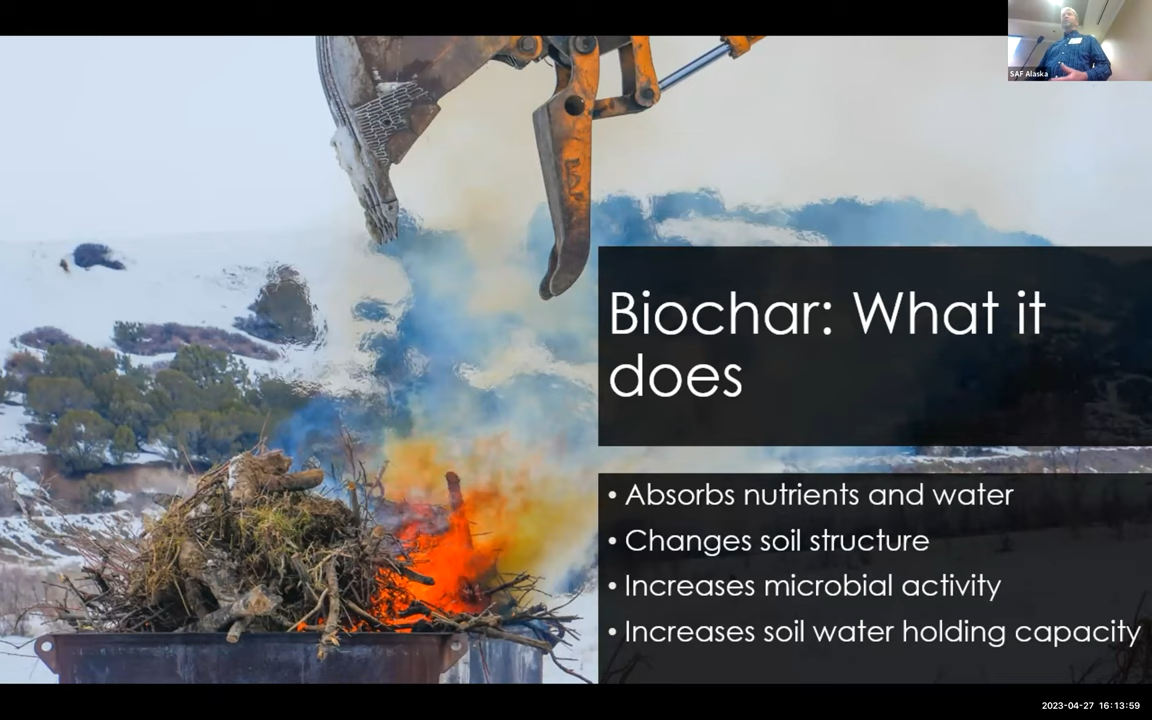 SAF Alaska
Biochar: What it
does
• Absorbs nutrients and water
• Changes soil structure
• Increases microbial activity
• Increases soil water holding capacity
2023-04-27 16:13:59